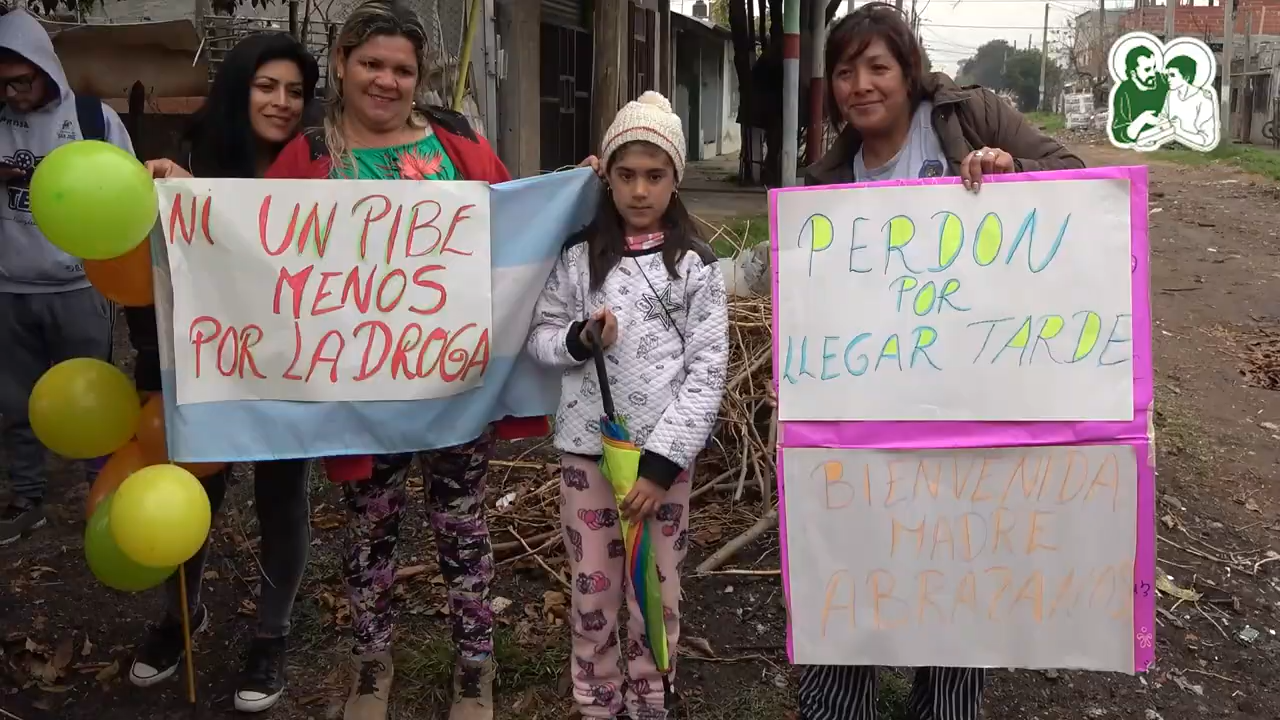 NI UN PIBE
MENOS
POR LA DROGA
PERDON
POR
LLEGAR TARDE
BIENVENIDA
MADRE
ABRAZANOS